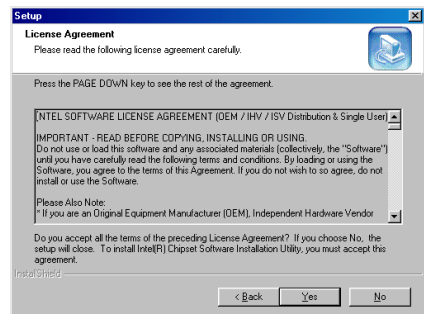 Setup
License Agreement
Please read the following license agreement carefully.
Press the PAGE DOWN key to see the rest of the agreement.
INTEL SOFTWARE LICENSE AGREEMENT (OEM / IHV / ISV Distribution & Single User)
IMPORTANT - READ BEFORE COPYING, INSTALLING OR USING.
Do not use or load this software and any associated materials (collectively, the "Software")
until you have carefully read the following terms and conditions. By loading or using the
Software, you agree to the terms of this Agreement. If you do not wish to so agree, do not
install or use the Software.
Please Also Note:
* If you are an Original Equipment Manufacturer (OEM), Independent Hardware Vendor
Do you accept all the terms of the preceding License Agreement? If you choose No, the
setup will close. To install Intel(R) Chipset Software Installation Utility, you must accept this
agreement.
InstallShield
< Back
Yes
No